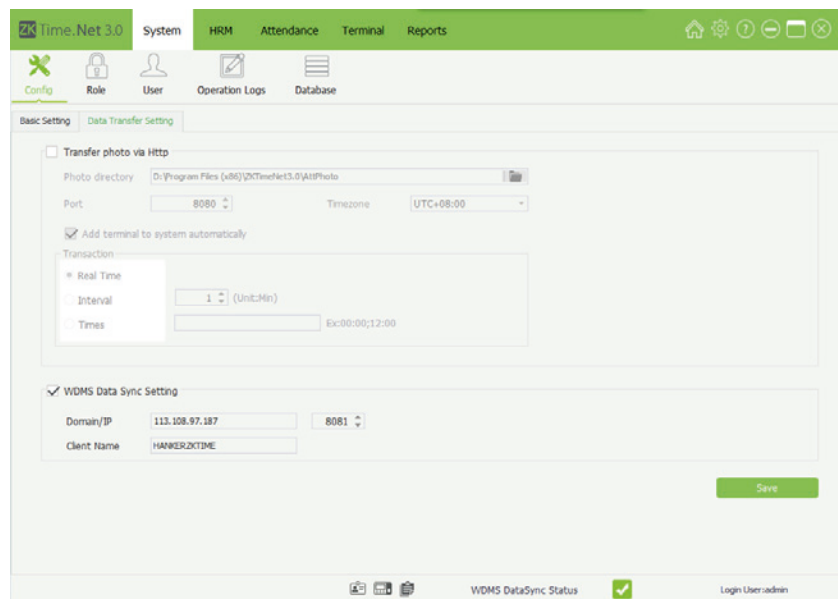 ZKTime.Net 3.0 System HRM Attendance Terminal Reports
Config Role User Operation Logs Database
Basic Setting Data Transfer Setting
Transfer photo via Http
Photo directory D:\Program Files (x86)\ZKTimeNet3.0\AttPhoto
Port 8080 Timezone UTC+08:00
Add terminal to system automatically
Transaction
Real Time
Interval 1 (Unit:Min)
Times Ex:00:00;12:00
WDMS Data Sync Setting
Domain/IP 113.108.97.187 8081
Client Name HANKERZKTIME
Save
WDMS DataSync Status Login User:admin